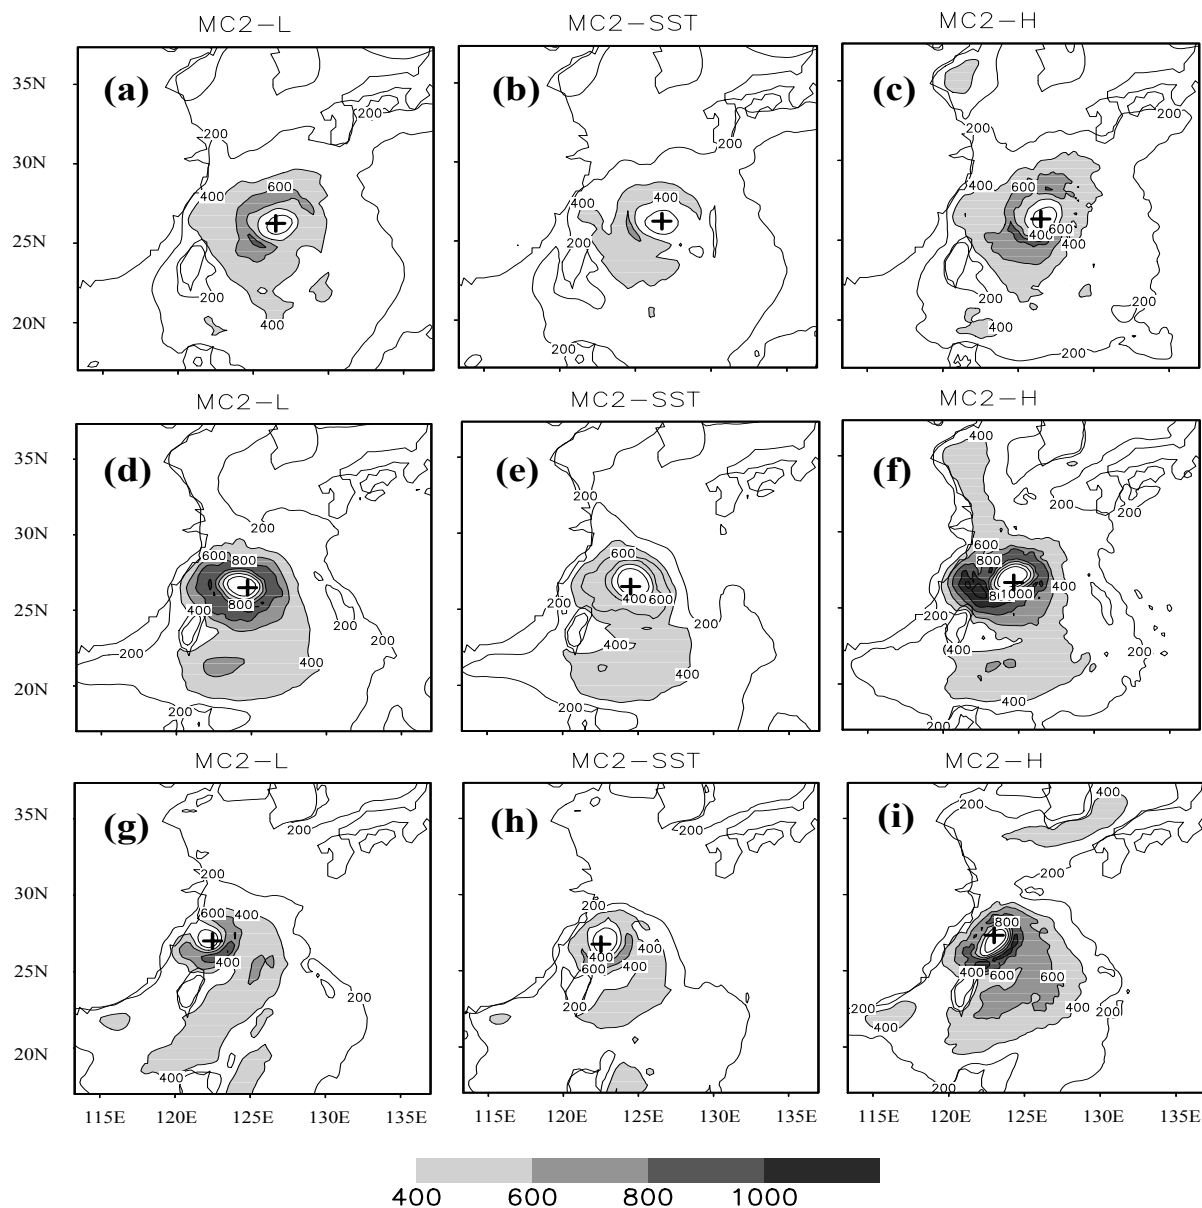 MC2-L MC2-SST MC2-H
35N (a) (b) (c)
200 200 200 200
200 200 200
30N
400 600 400 400 400 600
25N 200 400 600 400
200 200
20N 400 400
200 200 200
MC2-L MC2-SST MC2-H
35N (d) (e) (f) 400
200 200 200 200
30N
600 800 600 600 800
25N 400 800 400 600 1000 400
200 200 200 400 200 200
400 400 400
20N
200 200 200
MC2-L MC2-SST MC2-H
35N (g) (h) (i) 200 400
200 200
30N 200 200 200
600 400 800
400 400 400
25N 600 400 400 600 600
200 200 400 200
20N 400 200
115E 120E 125E 130E 135E 115E 120E 125E 130E 135E 115E 120E 125E 130E 135E
400 600 800 1000